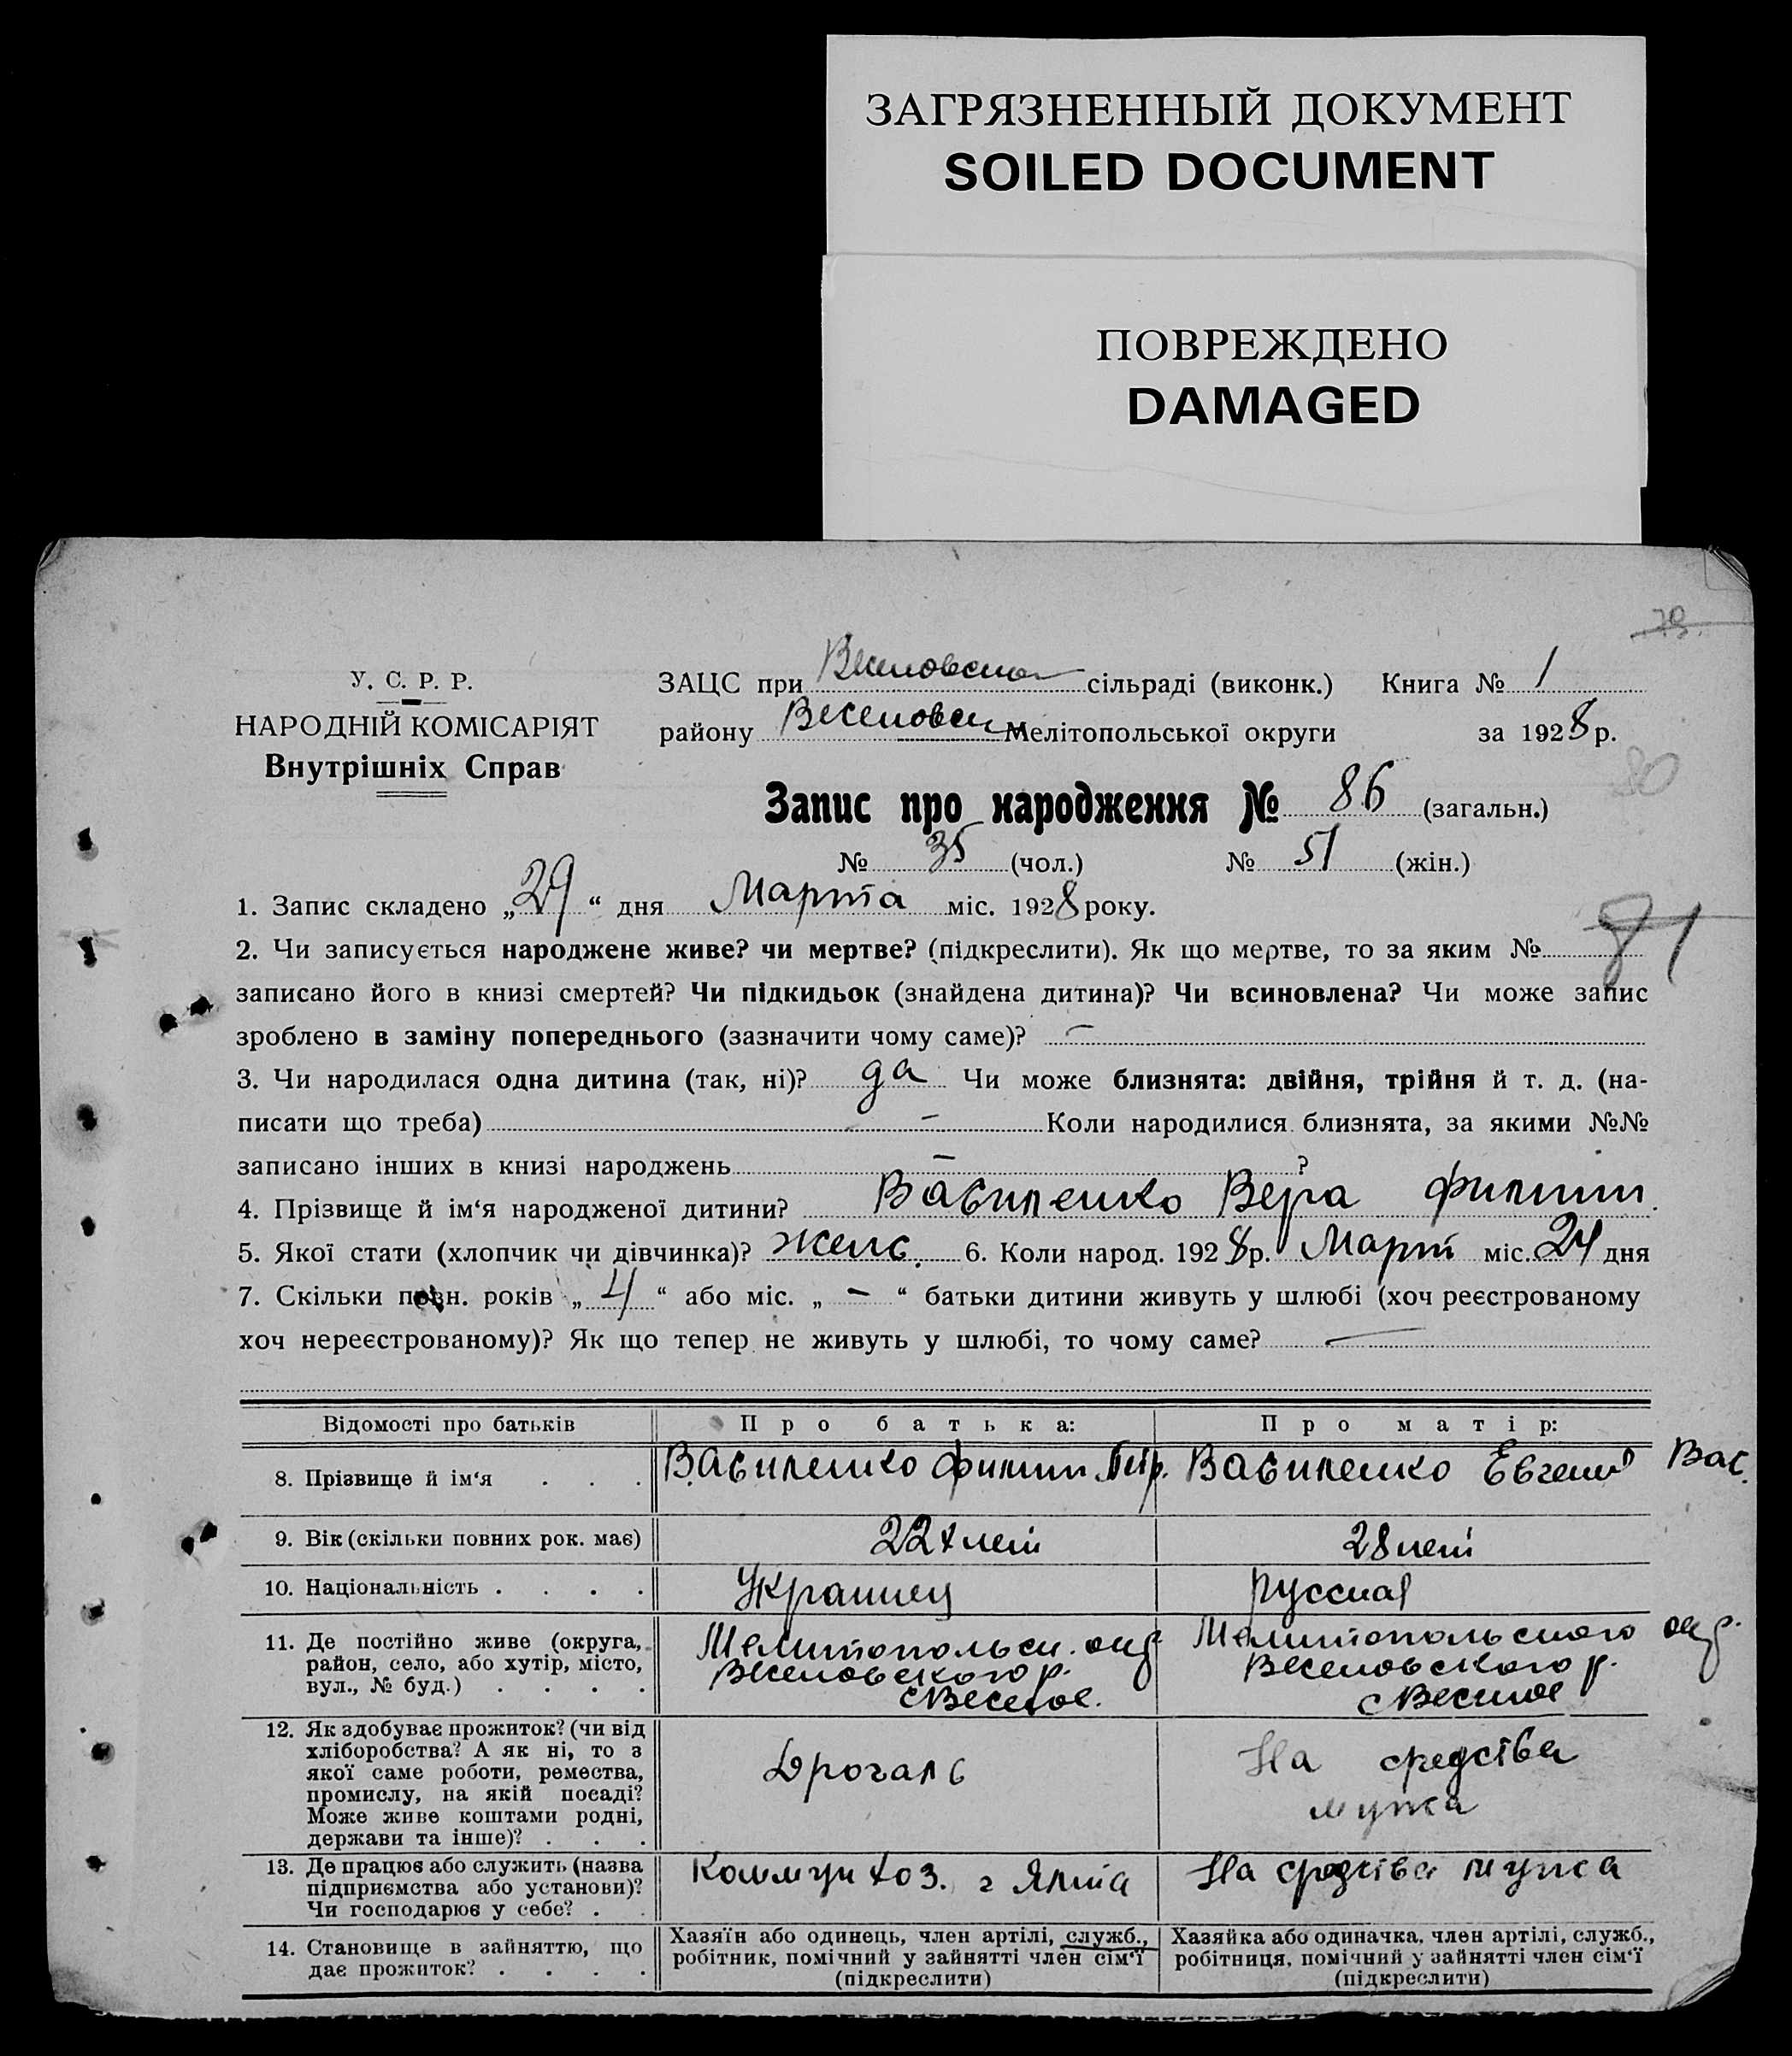 ЗАГРЯЗНЕННЫЙ ДОКУМЕНТ
SOILED DOCUMENT
ПОВРЕЖДЕНО
DAMAGED
79.
У. С. Р. Р.
НАРОДНІЙ КОМІСАРІЯТ
Внутрішніх Справ
ЗАЦС при Веселовско сільраді (виконк.) Книга № 1
району Веселовск Мелітопольської округи за 1928 р.
80
Запис про народження № 86 (загальн.)
№ 35 (чол.) № 51 (жін.)
81
1. Запис складено „29“ дня Марта міс. 1928 року.
2. Чи записується народжене живе? чи мертве? (підкреслити). Як що мертве, то за яким №
записано його в книзі смертей? Чи підкидьок (знайдена дитина)? Чи всиновлена? Чи може запис
зроблено в заміну попереднього (зазначити чому саме)? —
3. Чи народилася одна дитина (так, ні)? да Чи може близнята: двійня, трійня й т. д. (на-
писати що треба) — Коли народилися близнята, за якими №№
записано інших в книзі народжень — ?
4. Прізвище й ім‘я народженої дитини? Василенко Вера Филип.
5. Якої стати (хлопчик чи дівчинка)? женс. 6. Коли народ. 1928 р. Март міс. 24 дня
7. Скільки повн. років „4“ або міс. „—“ батьки дитини живуть у шлюбі (хоч реєстрованому
хоч нереєстрованому)? Як що тепер не живуть у шлюбі, то чому саме? —
Відомості про батьків Про батька: Про матір:
8. Прізвище й ім‘я . . . Василенко Филип Петр. Василенко Евгени Вас.
9. Вік (скільки повних рок. має) 22 лет 28 лет
10. Національність . . . . Украинец русская
11. Де постійно живе (округа, район, село, або хутір, місто, вул., № буд.) . . . .
Мелитопольск. окр. Мелитопольского окр.
Веселовского р. Веселовского р.
с Веселое. с Веселое
12. Як здобуває прожиток? (чи від
хліборобства? А як ні, то з
якої саме роботи, ремества,
промислу, на якій посаді?
Може живе коштами родні,
держави та інше)? . . .
Дрогаль На средства
мужа
13. Де працює або служить (назва
підприємства або установи)?
Чи господарює у себе? . .
Коммун хоз. г Ялта На средства мужа
14. Становище в зайняттю, що
дає прожиток? . . . .
Хазяїн або одинець, член артілі, служб.,
робітник, помічний у зайнятті член сім‘ї
(підкреслити)
Хазяйка або одиначка, член артілі, служб.,
робітниця, помічний у зайнятті член сім‘ї
(підкреслити)